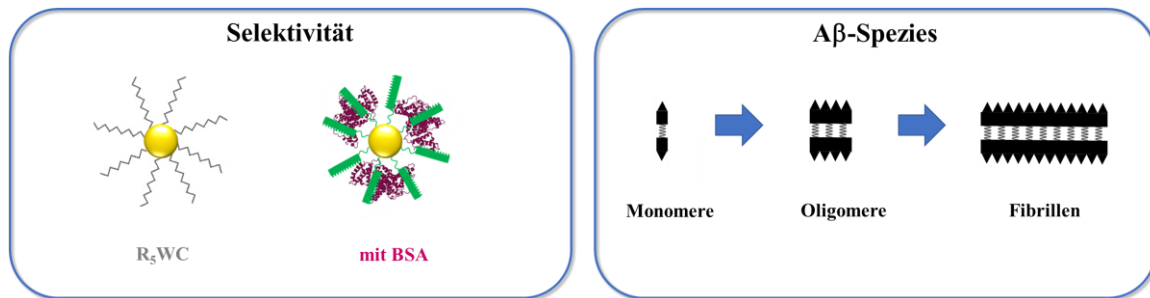 Selektivität
R₅WC
mit BSA
Aβ-Spezies
Monomere
Oligomere
Fibrillen